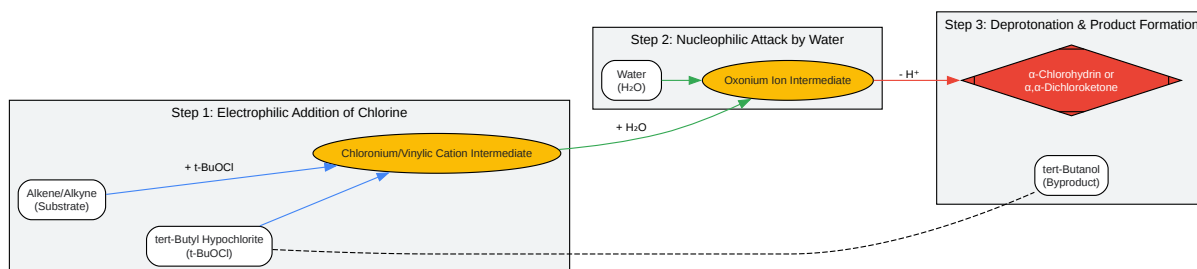 Step 1: Electrophilic Addition of Chlorine
Alkene/Alkyne
(Substrate)
+ t-BuOCl
tert-Butyl Hypochlorite
(t-BuOCl)
Chloronium/Vinylic Cation Intermediate
+ H₂O
Step 2: Nucleophilic Attack by Water
Water
(H₂O)
Oxonium Ion Intermediate
- H⁺
Step 3: Deprotonation & Product Formation
α-Chlorohydrin or
α,α-Dichloroketone
tert-Butanol
(Byproduct)